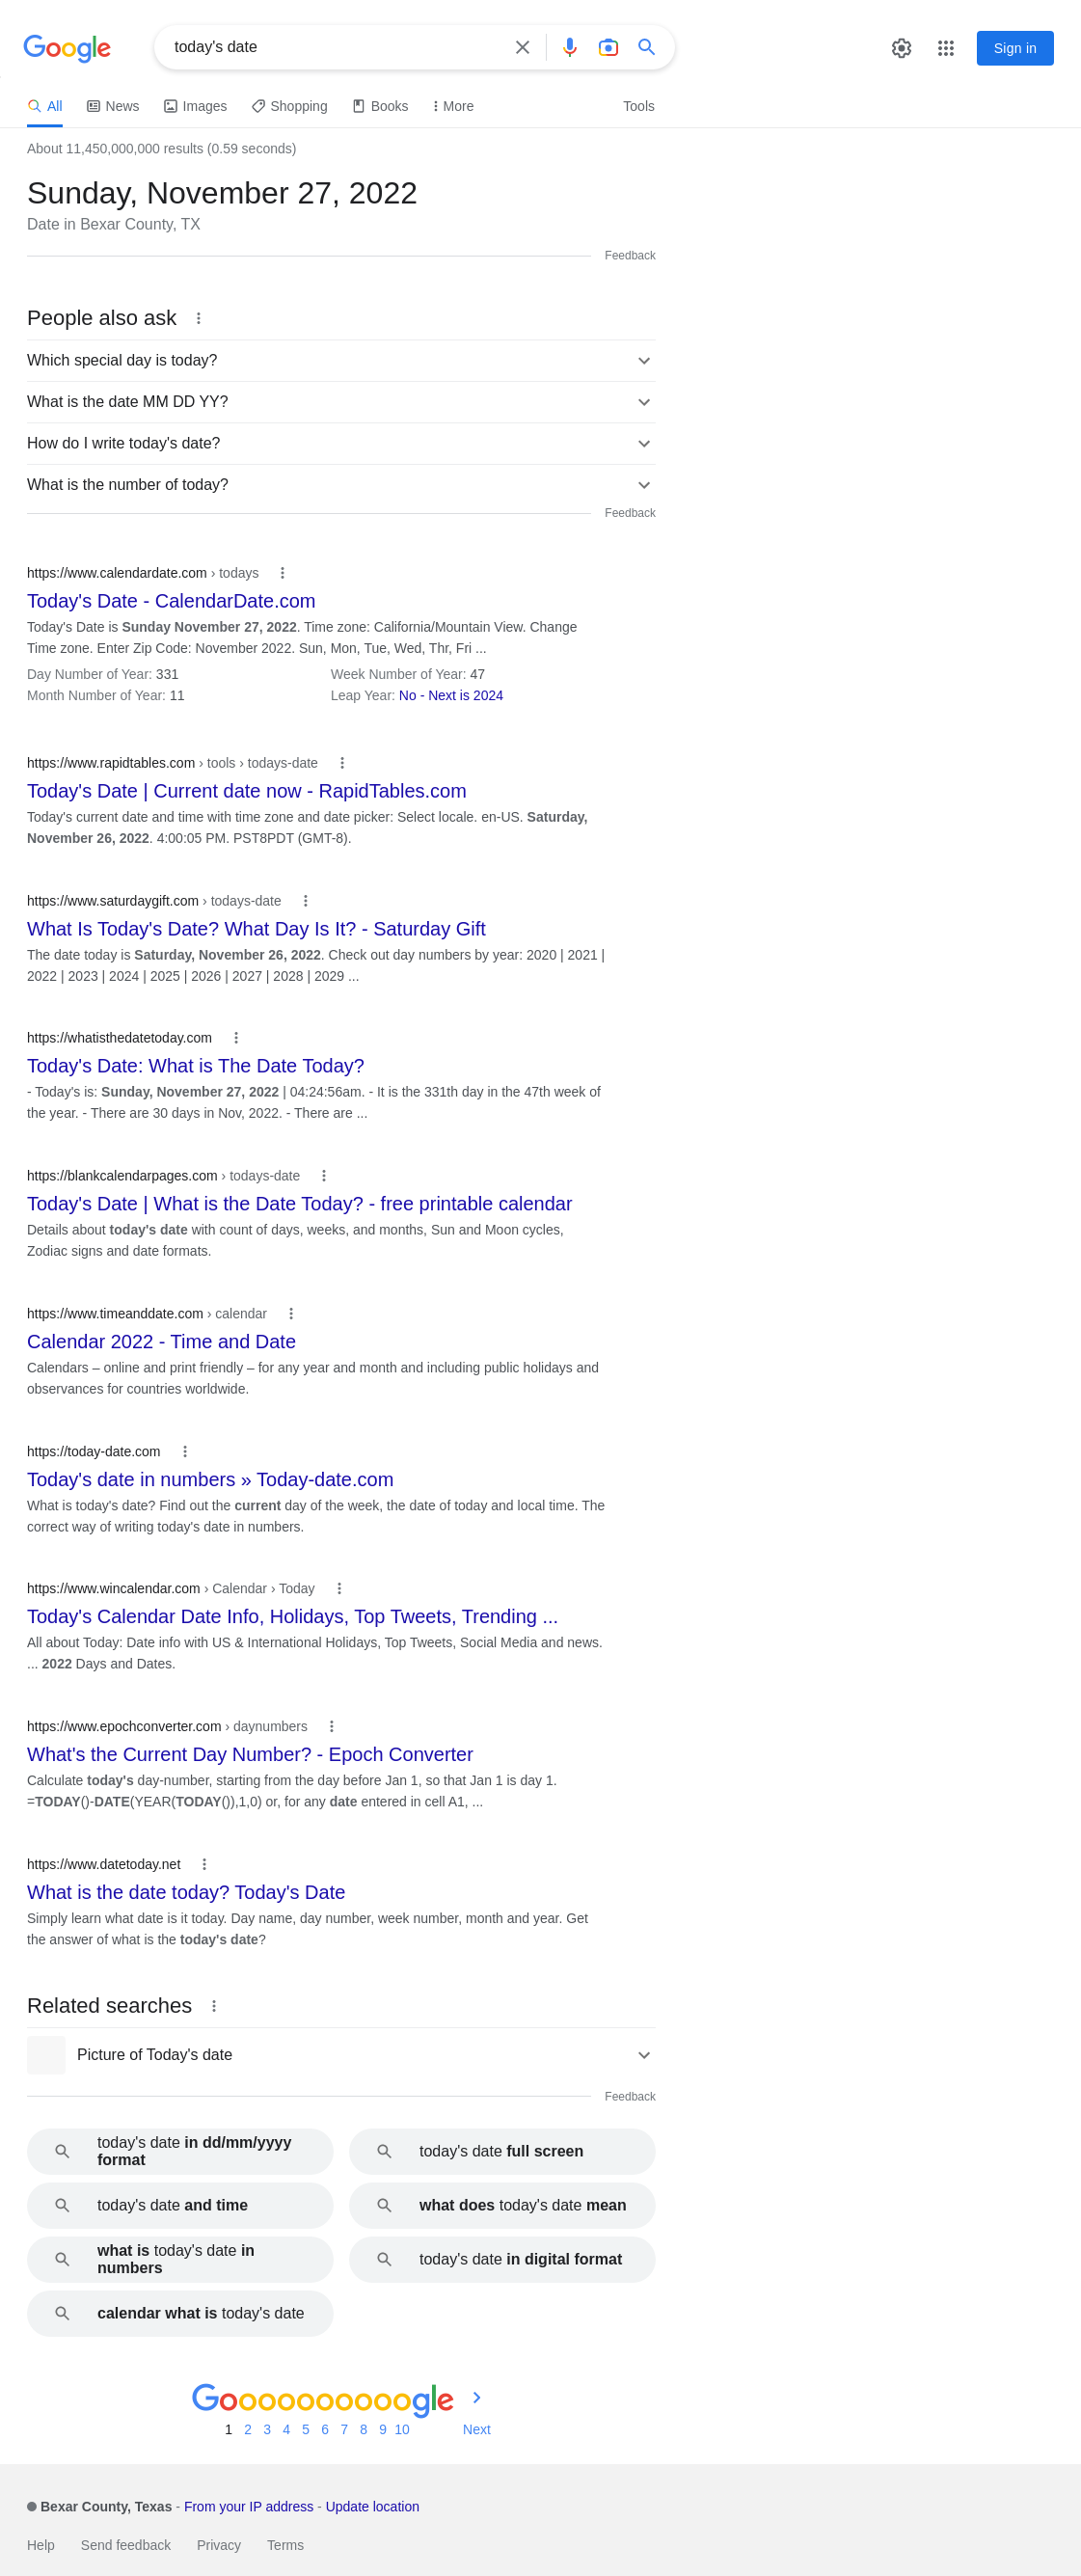 Google
today's date
Sign in
All News Images Shopping Books More Tools
About 11,450,000,000 results (0.59 seconds)
Sunday, November 27, 2022
Date in Bexar County, TX
Feedback
People also ask
Which special day is today?
What is the date MM DD YY?
How do I write today's date?
What is the number of today?
Feedback
https://www.calendardate.com › todays
Today's Date - CalendarDate.com
Today's Date is Sunday November 27, 2022. Time zone: California/Mountain View. Change
Time zone. Enter Zip Code: November 2022. Sun, Mon, Tue, Wed, Thr, Fri ...
Day Number of Year: 331 Week Number of Year: 47
Month Number of Year: 11 Leap Year: No - Next is 2024
https://www.rapidtables.com › tools › todays-date
Today's Date | Current date now - RapidTables.com
Today's current date and time with time zone and date picker: Select locale. en-US. Saturday,
November 26, 2022. 4:00:05 PM. PST8PDT (GMT-8).
https://www.saturdaygift.com › todays-date
What Is Today's Date? What Day Is It? - Saturday Gift
The date today is Saturday, November 26, 2022. Check out day numbers by year: 2020 | 2021 |
2022 | 2023 | 2024 | 2025 | 2026 | 2027 | 2028 | 2029 ...
https://whatisthedatetoday.com
Today's Date: What is The Date Today?
- Today's is: Sunday, November 27, 2022 | 04:24:56am. - It is the 331th day in the 47th week of
the year. - There are 30 days in Nov, 2022. - There are ...
https://blankcalendarpages.com › todays-date
Today's Date | What is the Date Today? - free printable calendar
Details about today's date with count of days, weeks, and months, Sun and Moon cycles,
Zodiac signs and date formats.
https://www.timeanddate.com › calendar
Calendar 2022 - Time and Date
Calendars – online and print friendly – for any year and month and including public holidays and
observances for countries worldwide.
https://today-date.com
Today's date in numbers » Today-date.com
What is today's date? Find out the current day of the week, the date of today and local time. The
correct way of writing today's date in numbers.
https://www.wincalendar.com › Calendar › Today
Today's Calendar Date Info, Holidays, Top Tweets, Trending ...
All about Today: Date info with US & International Holidays, Top Tweets, Social Media and news.
... 2022 Days and Dates.
https://www.epochconverter.com › daynumbers
What's the Current Day Number? - Epoch Converter
Calculate today's day-number, starting from the day before Jan 1, so that Jan 1 is day 1.
=TODAY()-DATE(YEAR(TODAY()),1,0) or, for any date entered in cell A1, ...
https://www.datetoday.net
What is the date today? Today's Date
Simply learn what date is it today. Day name, day number, week number, month and year. Get
the answer of what is the today's date?
Related searches
Picture of Today's date
Feedback
today's date in dd/mm/yyyy
format
today's date full screen
today's date and time
what does today's date mean
what is today's date in
numbers
today's date in digital format
calendar what is today's date
Goooooooooogle
1 2 3 4 5 6 7 8 9 10 Next
Bexar County, Texas - From your IP address - Update location
Help Send feedback Privacy Terms